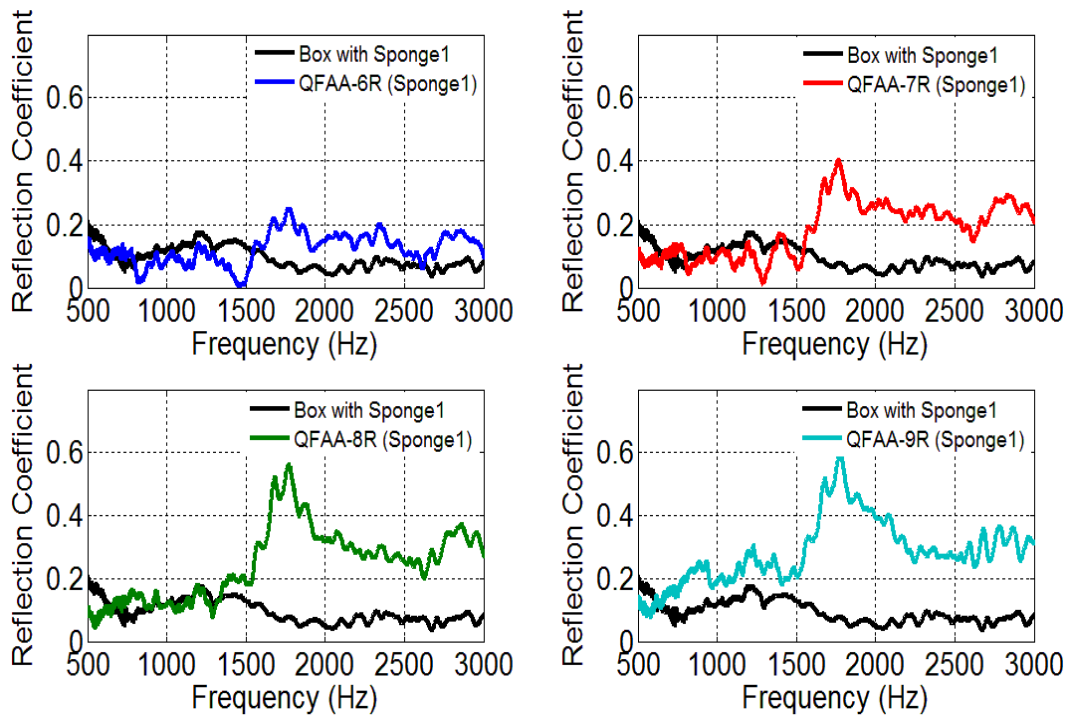 Reflection Coefficient
Box with Sponge1
QFAA-6R (Sponge1)
0.6
0.4
0.2
0
500 1000 1500 2000 2500 3000
Frequency (Hz)
Reflection Coefficient
Box with Sponge1
QFAA-7R (Sponge1)
0.6
0.4
0.2
0
500 1000 1500 2000 2500 3000
Frequency (Hz)
Reflection Coefficient
Box with Sponge1
QFAA-8R (Sponge1)
0.6
0.4
0.2
0
500 1000 1500 2000 2500 3000
Frequency (Hz)
Reflection Coefficient
Box with Sponge1
QFAA-9R (Sponge1)
0.6
0.4
0.2
0
500 1000 1500 2000 2500 3000
Frequency (Hz)